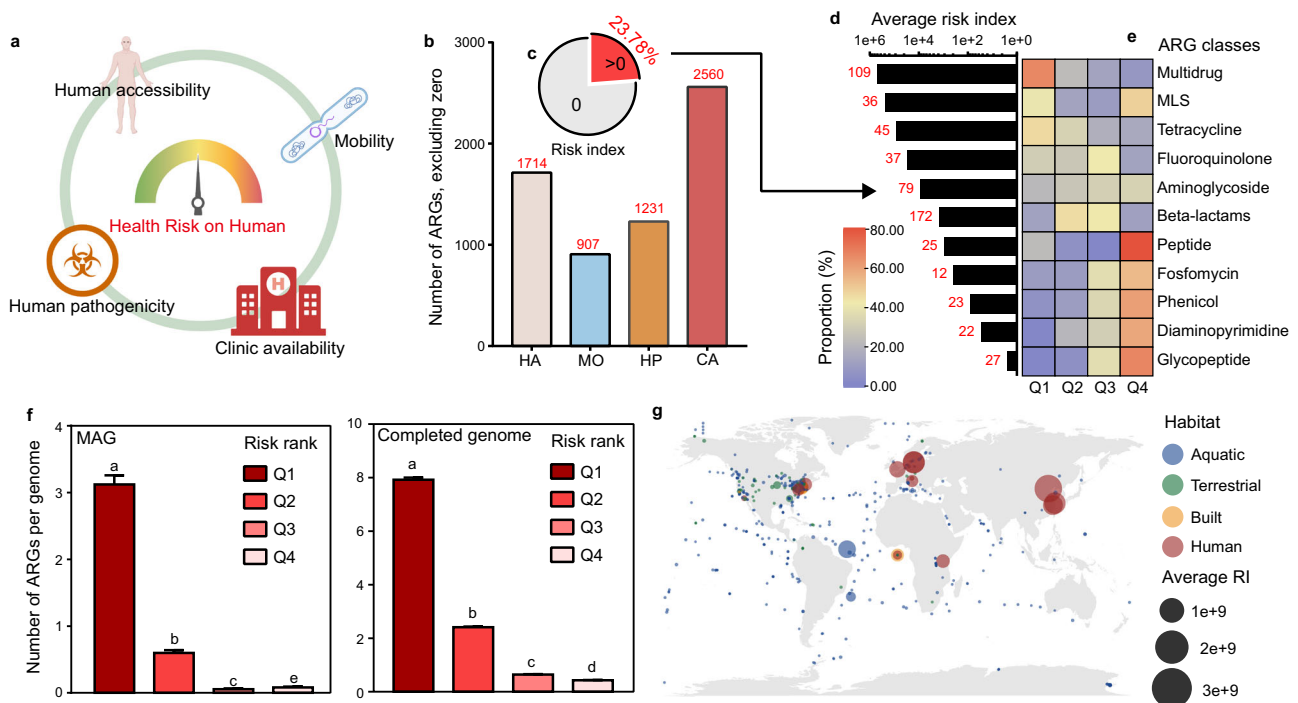 a
Human accessibility
Mobility
Health Risk on Human
Human pathogenicity
H
Clinic availability
b
Number of ARGs, excluding zero
3000
2000
1000
0
1714
907
1231
2560
HA
MO
HP
CA
c
23.78%
>0
0
Risk index
d
Average risk index
1e+6
1e+4
1e+2
1e+0
109
36
45
37
79
172
25
12
23
22
27
e
ARG classes
Multidrug
MLS
Tetracycline
Fluoroquinolone
Aminoglycoside
Beta-lactams
Peptide
Fosfomycin
Phenicol
Diaminopyrimidine
Glycopeptide
Q1
Q2
Q3
Q4
Proportion (%)
80.00
60.00
40.00
20.00
0.00
f
Number of ARGs per genome
4
3
2
1
0
MAG
a
b
c
e
Risk rank
Q1
Q2
Q3
Q4
10
8
6
4
2
0
Completed genome
a
b
c
d
Risk rank
Q1
Q2
Q3
Q4
g
Habitat
Aquatic
Terrestrial
Built
Human
Average RI
1e+9
2e+9
3e+9